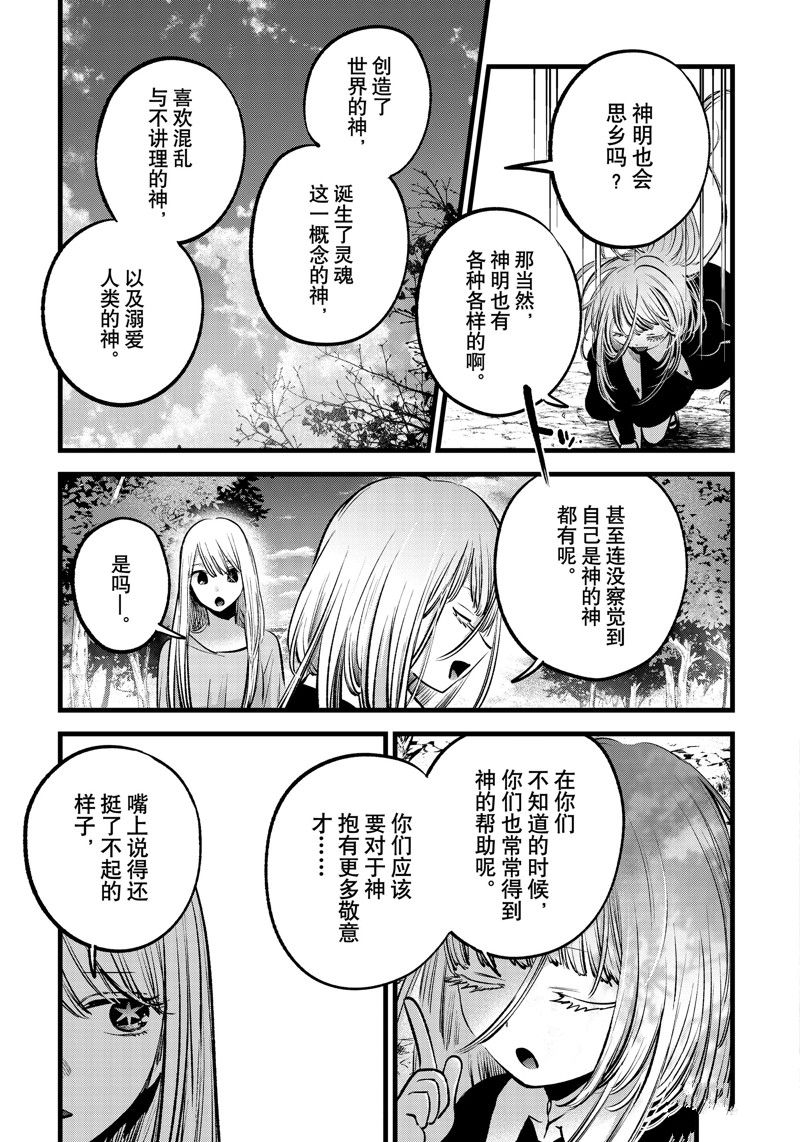 神明也会
思乡吗？
那当然，
神明也有
各种各样的啊。
创造了
世界的神，
诞生了灵魂
这一概念的神，
喜欢混乱
与不讲理的神，
以及溺爱
人类的神。
甚至连没察觉到
自己是神的神
都有呢。
是吗—。
在你们
不知道的时候，
你们也常常得到
神的帮助呢。
你们应该
要对于神
抱有更多敬意
才……
嘴上说得还
挺了不起的
样子，